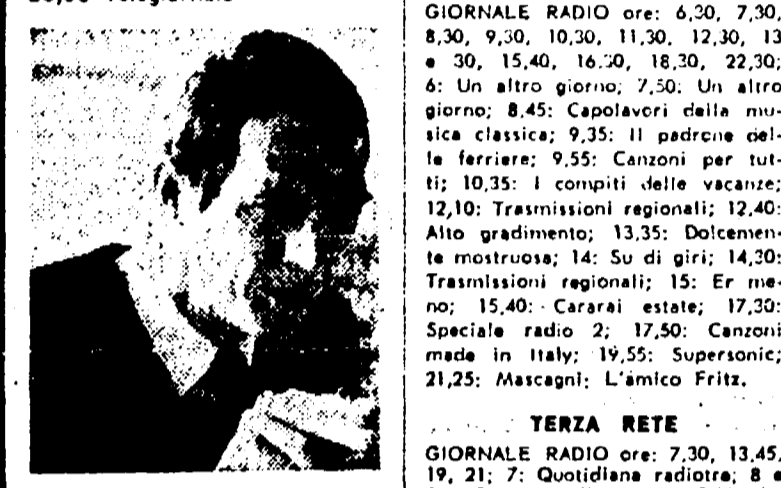 GIORNALE RADIO ore: 6,30, 7,30,
8,30, 9,30, 10,30, 11,30, 12,30, 13
e 30, 15,40, 16.30, 18,30, 22,30;
6: Un altro giorno; 7,50: Un altro
giorno; 8,45: Capolavori della mu-
sica classica; 9,35: Il padrone del-
le ferriere; 9,55: Canzoni per tut-
ti; 10,35: I compiti delle vacanze;
12,10: Trasmissioni regionali; 12,40:
Alto gradimento; 13,35: Dolcemen-
te mostruosa; 14: Su di giri; 14,30:
Trasmissioni regionali; 15: Er me-
no; 15,40: Cararai estate; 17,30:
Speciale radio 2; 17,50: Canzoni
made in Italy; 19,55: Supersonic;
21,25: Mascagni: L'amico Fritz.
TERZA RETE
GIORNALE RADIO ore: 7,30, 13,45,
19, 21; 7: Quotidiana radiotre; 8 e